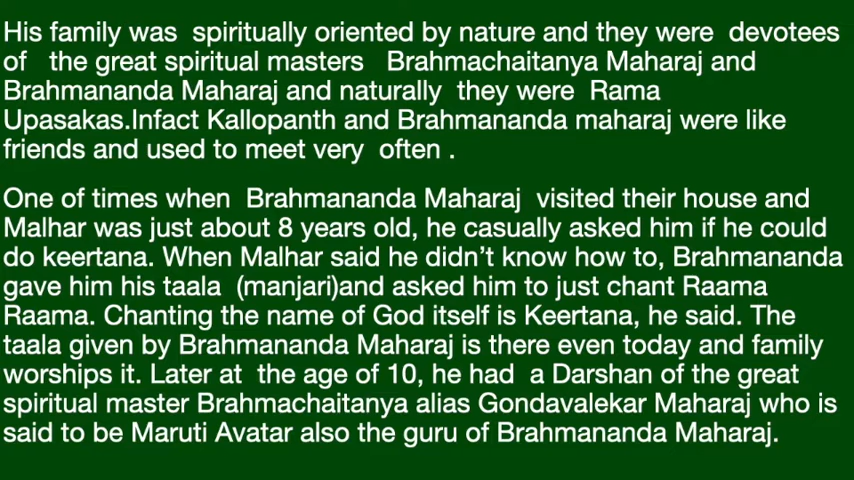 His family was  spiritually oriented by nature and they were  devotees
of   the great spiritual masters   Brahmachaitanya Maharaj and
Brahmananda Maharaj and naturally  they were  Rama
Upasakas.Infact Kallopanth and Brahmananda maharaj were like
friends and used to meet very  often .
One of times when  Brahmananda Maharaj  visited their house and
Malhar was just about 8 years old, he casually asked him if he could
do keertana. When Malhar said he didn’t know how to, Brahmananda
gave him his taala  (manjari)and asked him to just chant Raama
Raama. Chanting the name of God itself is Keertana, he said. The
taala given by Brahmananda Maharaj is there even today and family
worships it. Later at  the age of 10, he had  a Darshan of the great
spiritual master Brahmachaitanya alias Gondavalekar Maharaj who is
said to be Maruti Avatar also the guru of Brahmananda Maharaj.